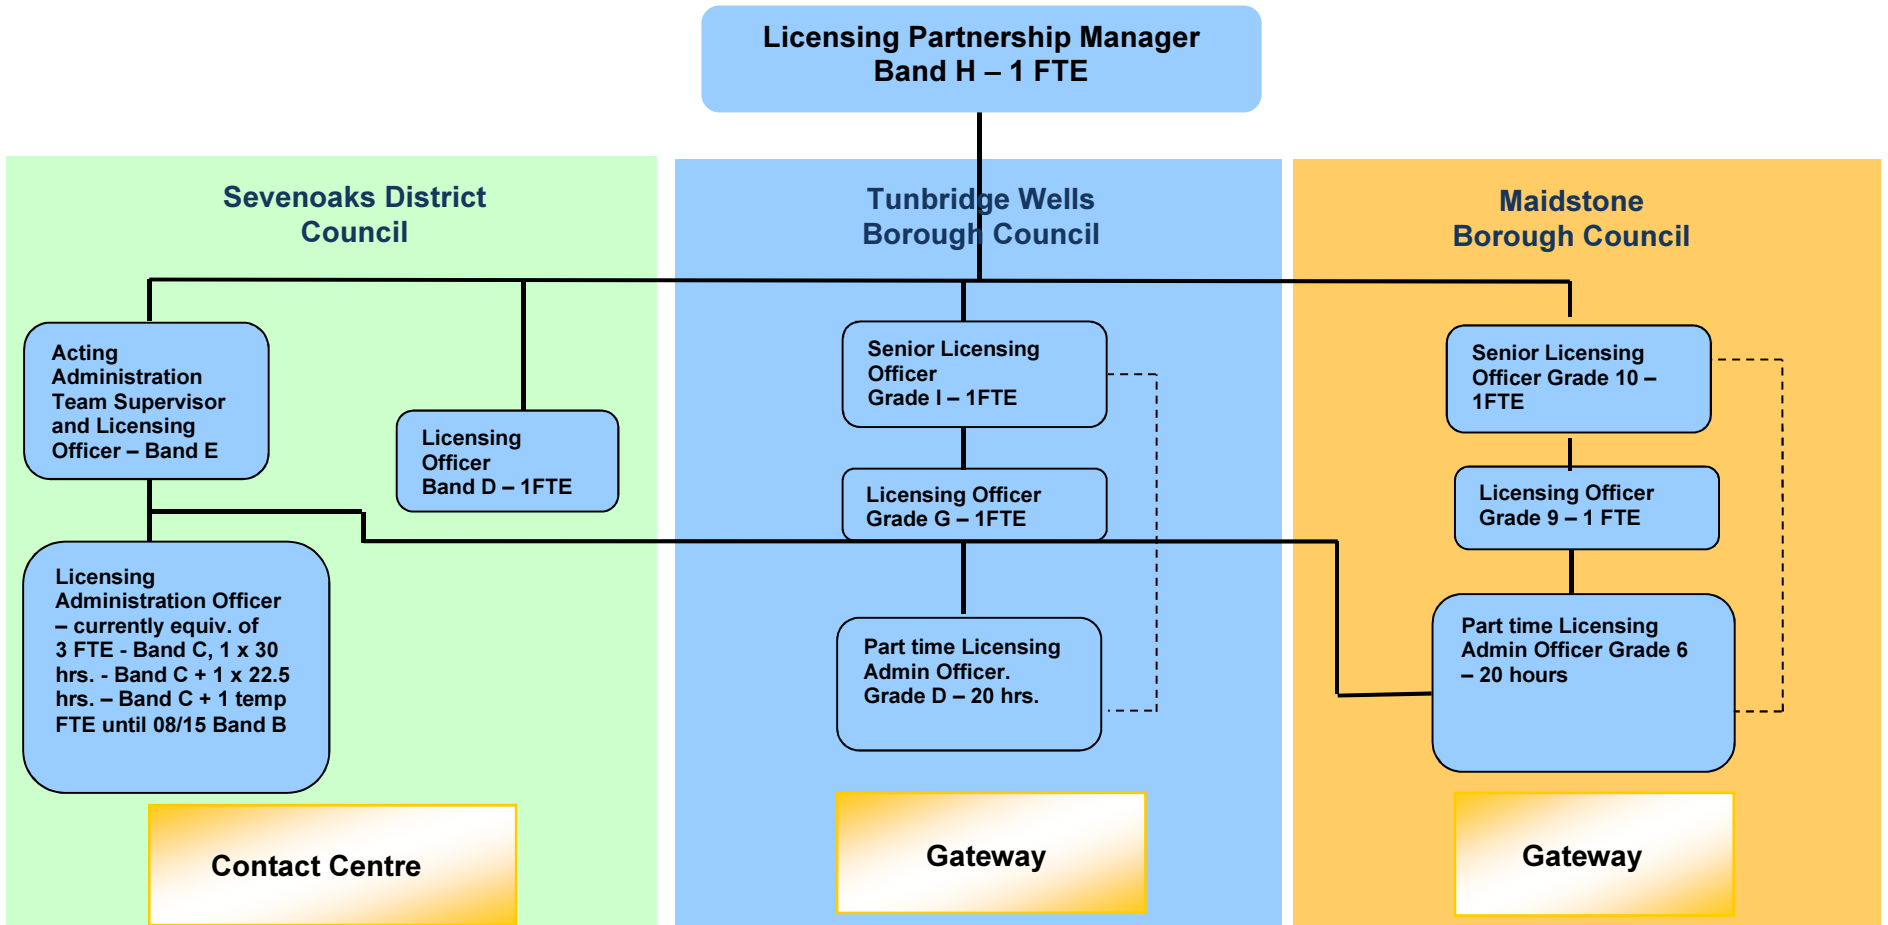 Licensing Partnership Manager
Band H – 1 FTE
Sevenoaks District
Council
Acting
Administration
Team Supervisor
and Licensing
Officer – Band E
Licensing
Officer
Band D – 1FTE
Licensing
Administration Officer
– currently equiv. of
3 FTE - Band C, 1 x 30
hrs. - Band C + 1 x 22.5
hrs. – Band C + 1 temp
FTE until 08/15 Band B
Contact Centre
Tunbridge Wells
Borough Council
Senior Licensing
Officer
Grade I – 1FTE
Licensing Officer
Grade G – 1FTE
Part time Licensing
Admin Officer.
Grade D – 20 hrs.
Gateway
Maidstone
Borough Council
Senior Licensing
Officer Grade 10 –
1FTE
Licensing Officer
Grade 9 – 1 FTE
Part time Licensing
Admin Officer Grade 6
– 20 hours
Gateway